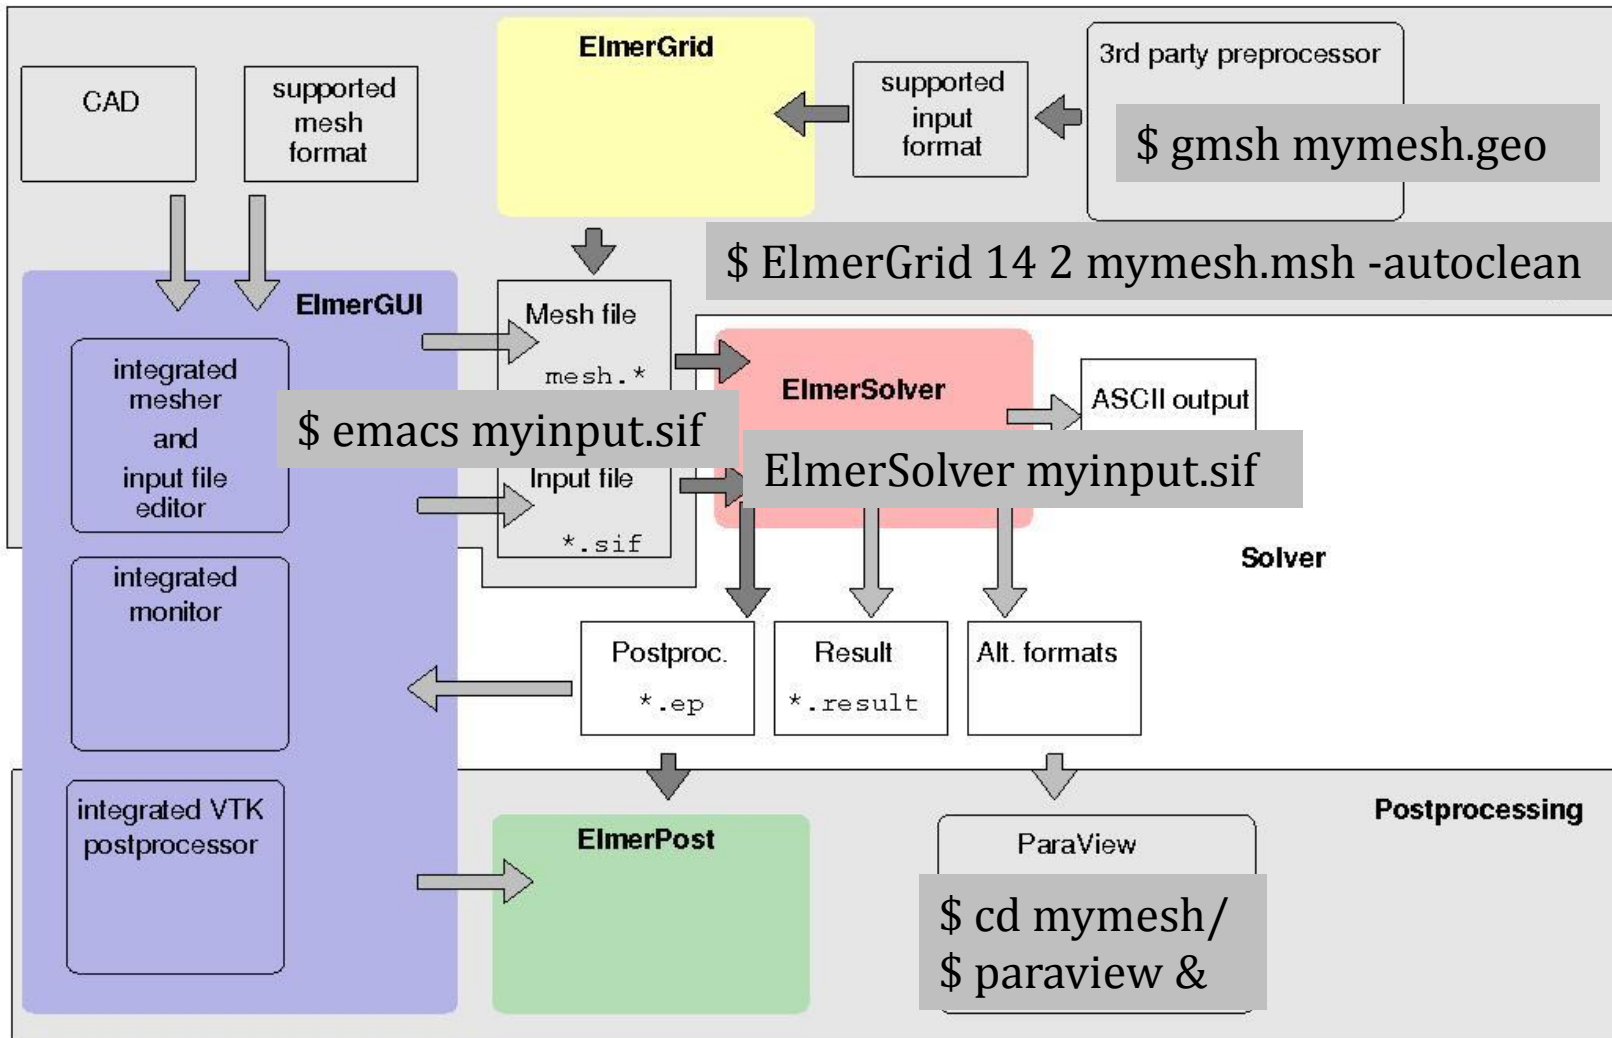 ElmerGrid
3rd party preprocessor
CAD
supported
mesh
format
supported
input
format
$ gmsh mymesh.geo
$ ElmerGrid 14 2 mymesh.msh -autoclean
ElmerGUI
Mesh file
mesh.*
integrated
mesher
and
input file
editor
$ emacs myinput.sif
Input file
*.sif
ElmerSolver
ASCII output
ElmerSolver myinput.sif
Solver
integrated
monitor
Postproc.
*.ep
Result
*.result
Alt. formats
Postprocessing
integrated VTK
postprocessor
ElmerPost
ParaView
$ cd mymesh/
$ paraview &